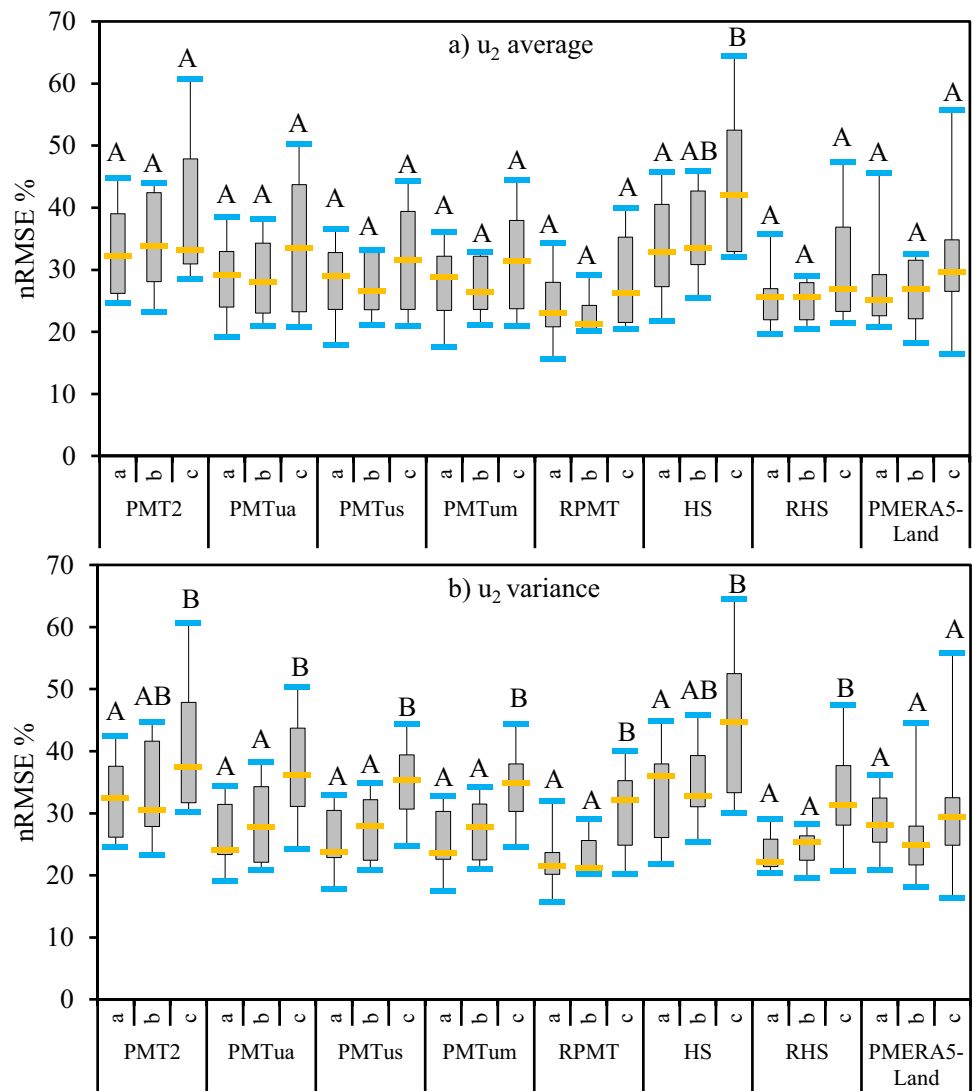 a) u2 average
nRMSE %
70
60
50
40
30
20
10
0
A A A A A A A A A A A A A A A A AB B A A A A A A
a b c a b c a b c a b c a b c a b c a b c a b c
PMT2 PMTua PMTus PMTum RPMT HS RHS PMERA5-
Land
b) u2 variance
nRMSE %
70
60
50
40
30
20
10
0
A AB B A A B A A B A A B A A B A AB B A A B A A A
a b c a b c a b c a b c a b c a b c a b c a b c
PMT2 PMTua PMTus PMTum RPMT HS RHS PMERA5-
Land